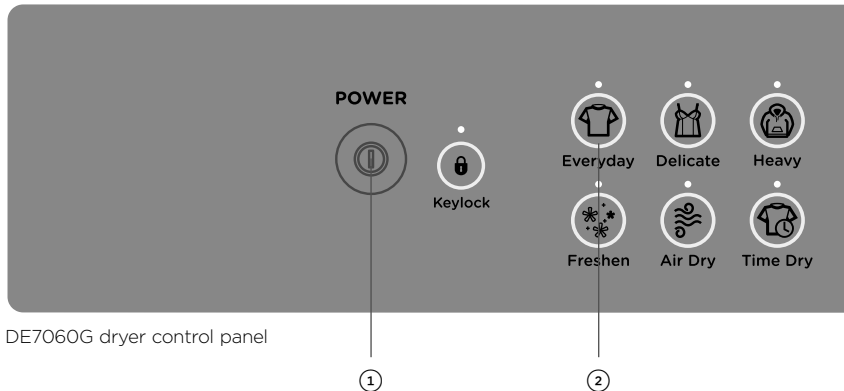 POWER
Everyday Delicate Heavy
Keylock
Freshen Air Dry Time Dry
DE7060G dryer control panel
1 2